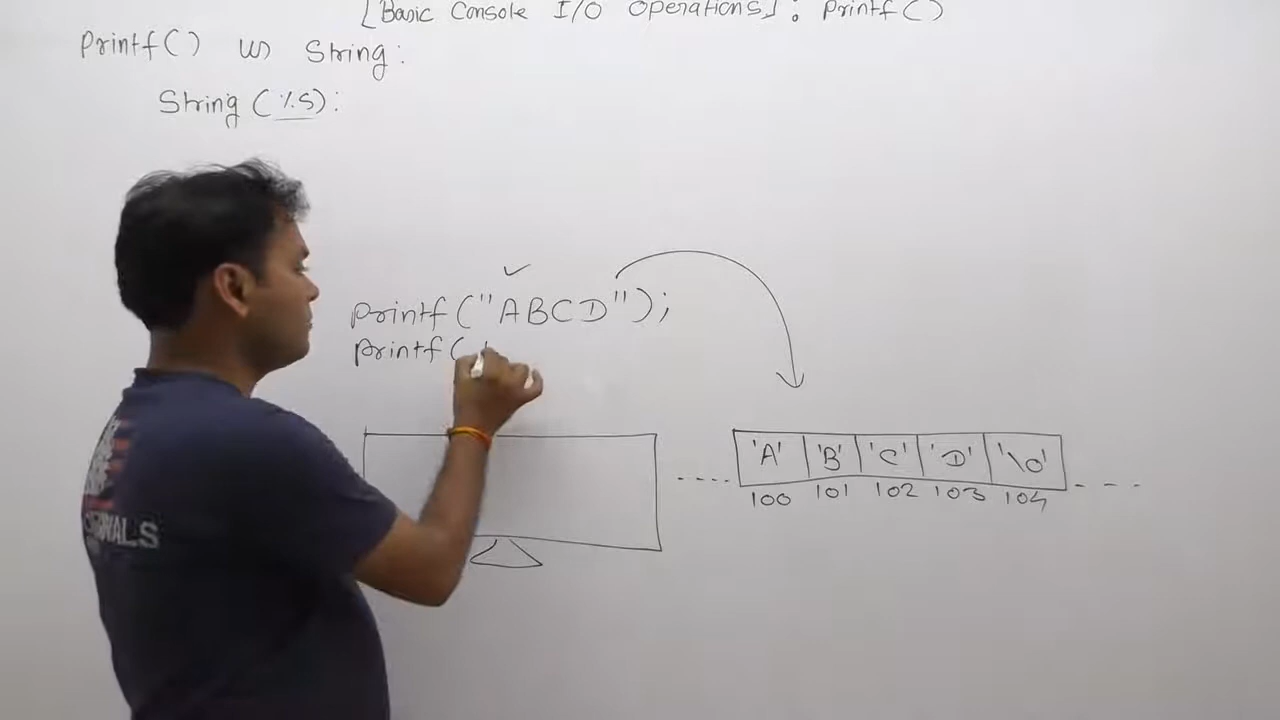 [Basic Console I/O Operations] : Printf()
Printf() w) String:
String (%s):
printf("ABCD");
printf(
'A' 'B' 'C' 'D' '\0'
100 101 102 103 104